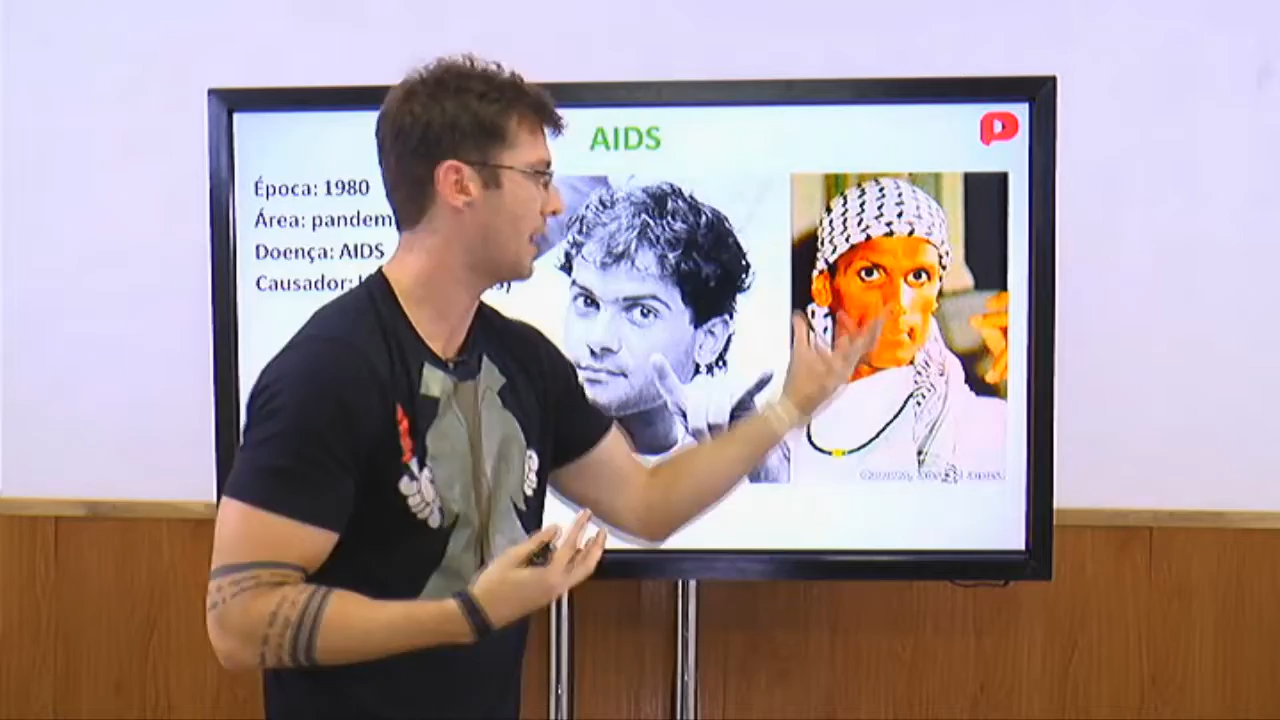 AIDS
Época: 1980
Área: pandem
Doença: AIDS
Causador: